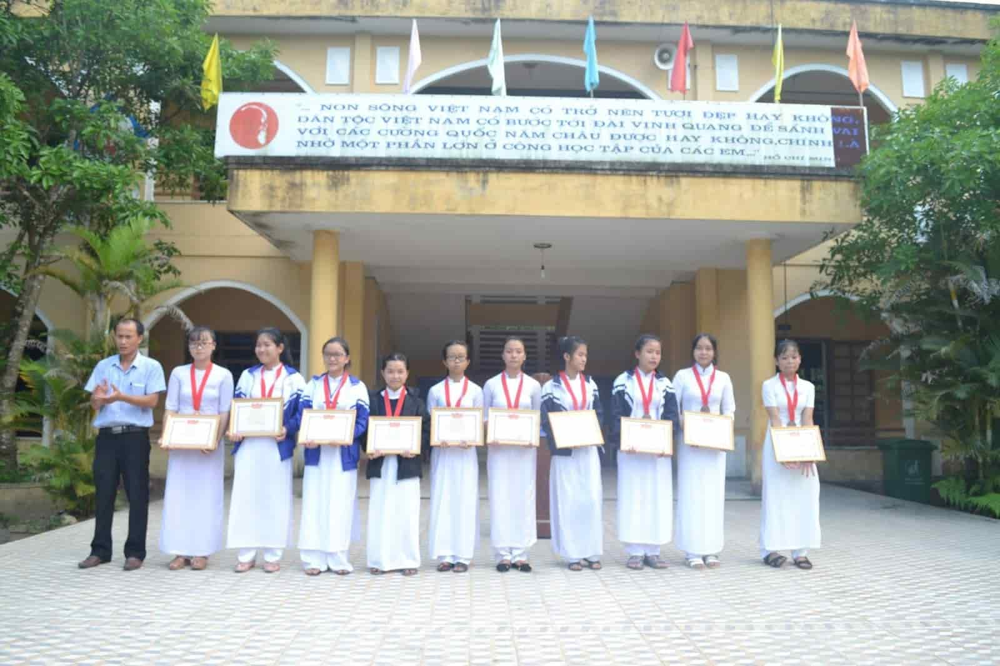 "... NON SÔNG VIỆT NAM CÓ TRỞ NÊN TƯƠI ĐẸP HAY KHÔNG,
DÂN TỘC VIỆT NAM CÓ BƯỚC TỚI ĐÀI VINH QUANG ĐỂ SÁNH VAI
VỚI CÁC CƯỜNG QUỐC NĂM CHÂU ĐƯỢC HAY KHÔNG,CHÍNH LÀ
NHỜ MỘT PHẦN LỚN Ở CÔNG HỌC TẬP CỦA CÁC EM..."
HỒ CHÍ MINH